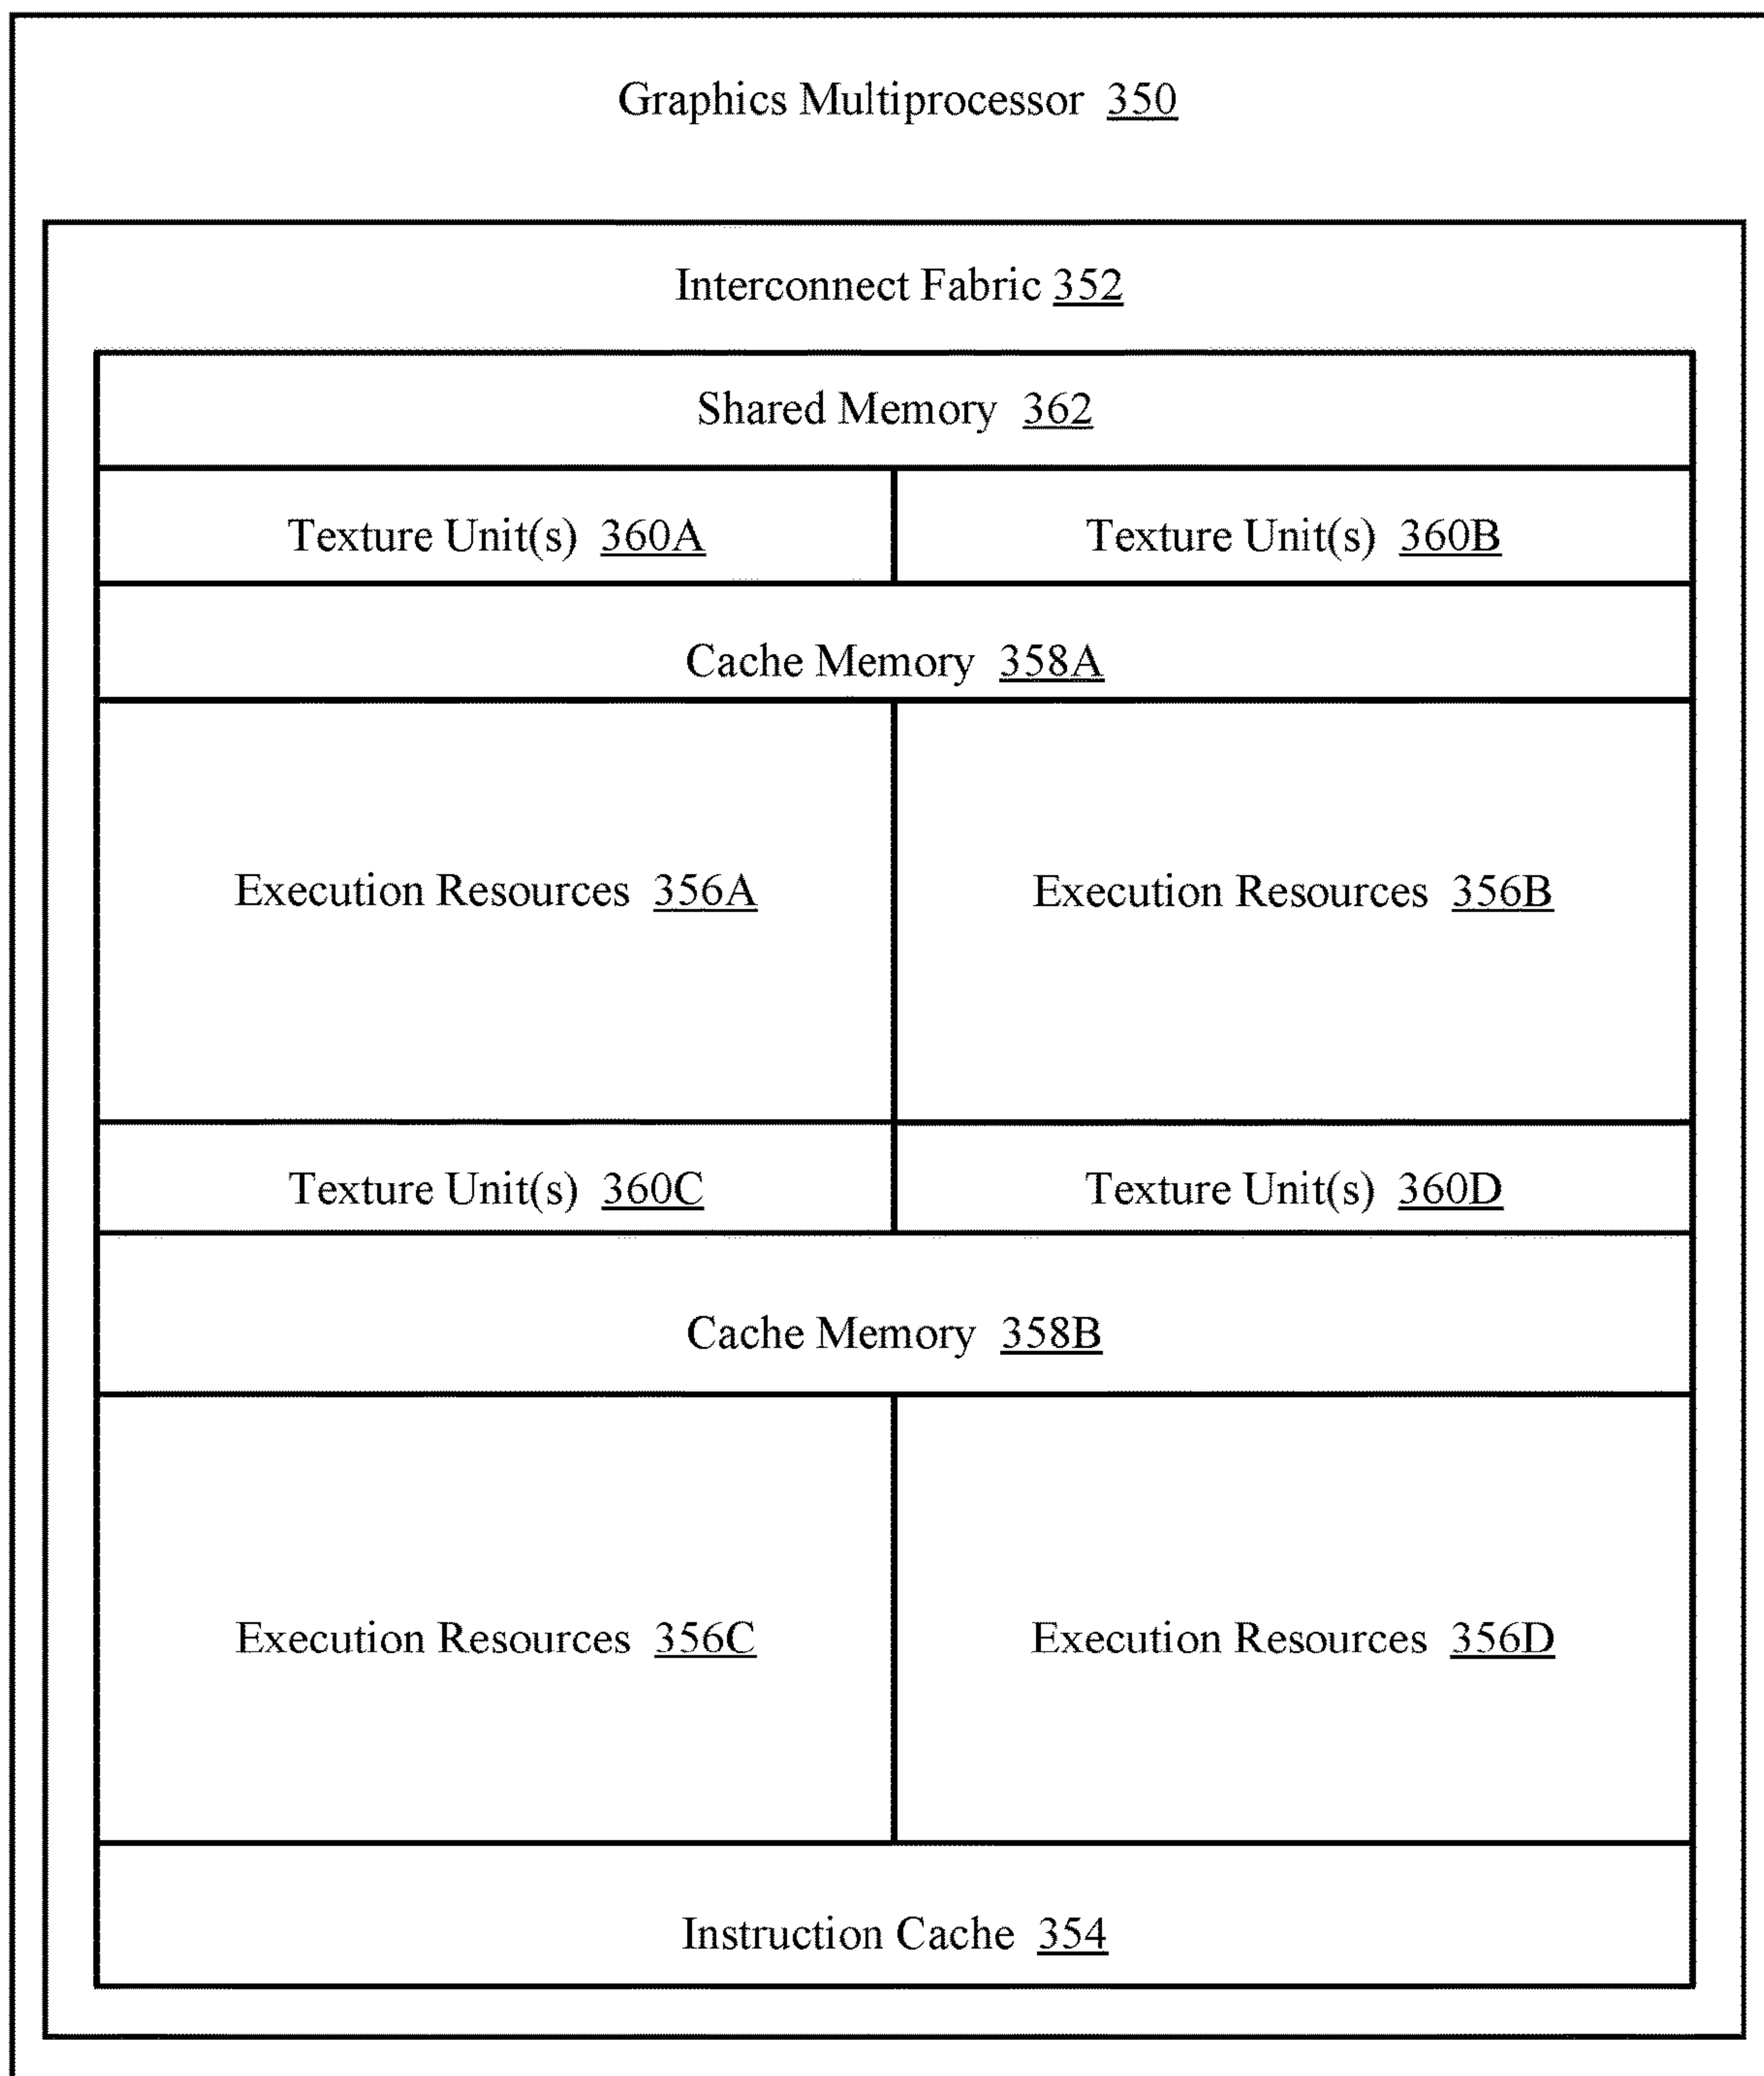 Graphics Multiprocessor 350
Interconnect Fabric 352
Shared Memory 362
Texture Unit(s) 360A
Texture Unit(s) 360B
Cache Memory 358A
Execution Resources 356A
Execution Resources 356B
Texture Unit(s) 360C
Texture Unit(s) 360D
Cache Memory 358B
Execution Resources 356C
Execution Resources 356D
Instruction Cache 354